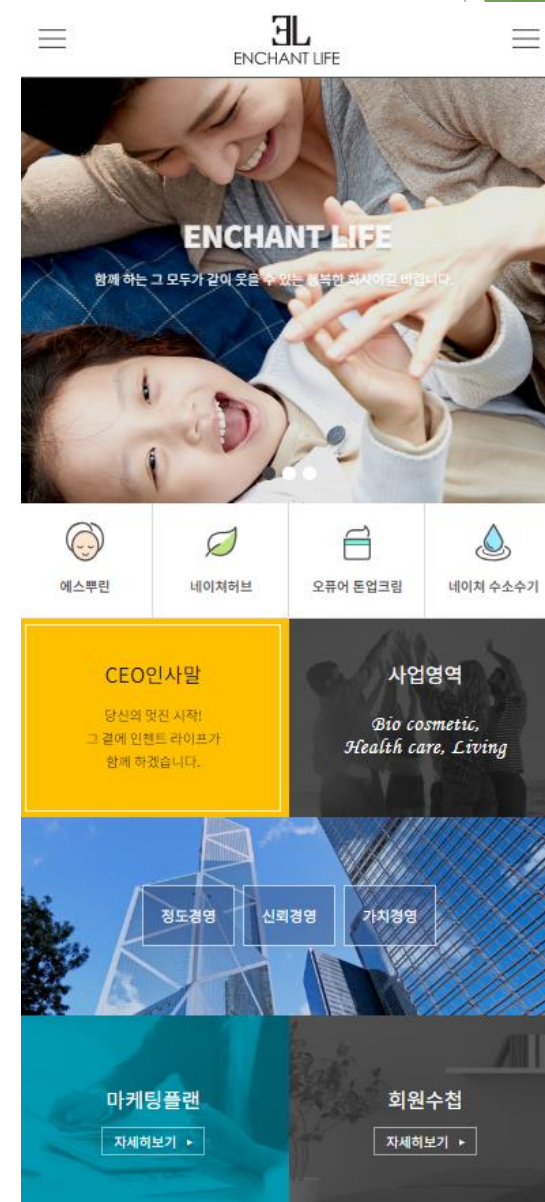 EL
ENCHANT LIFE
ENCHANT LIFE
함께 하는 그 모두가 같이 웃을 수 있는 행복한 회사이길 바랍니다.
에스뿌린
네이쳐허브
오퓨어 톤업크림
네이쳐 수소수기
CEO인사말
당신의 멋진 시작!
그 곁에 인첸트 라이프가
함께 하겠습니다.
사업영역
Bio cosmetic,
Health care, Living
정도경영
신뢰경영
가치경영
마케팅플랜
자세히보기 ▸
회원수첩
자세히보기 ▸